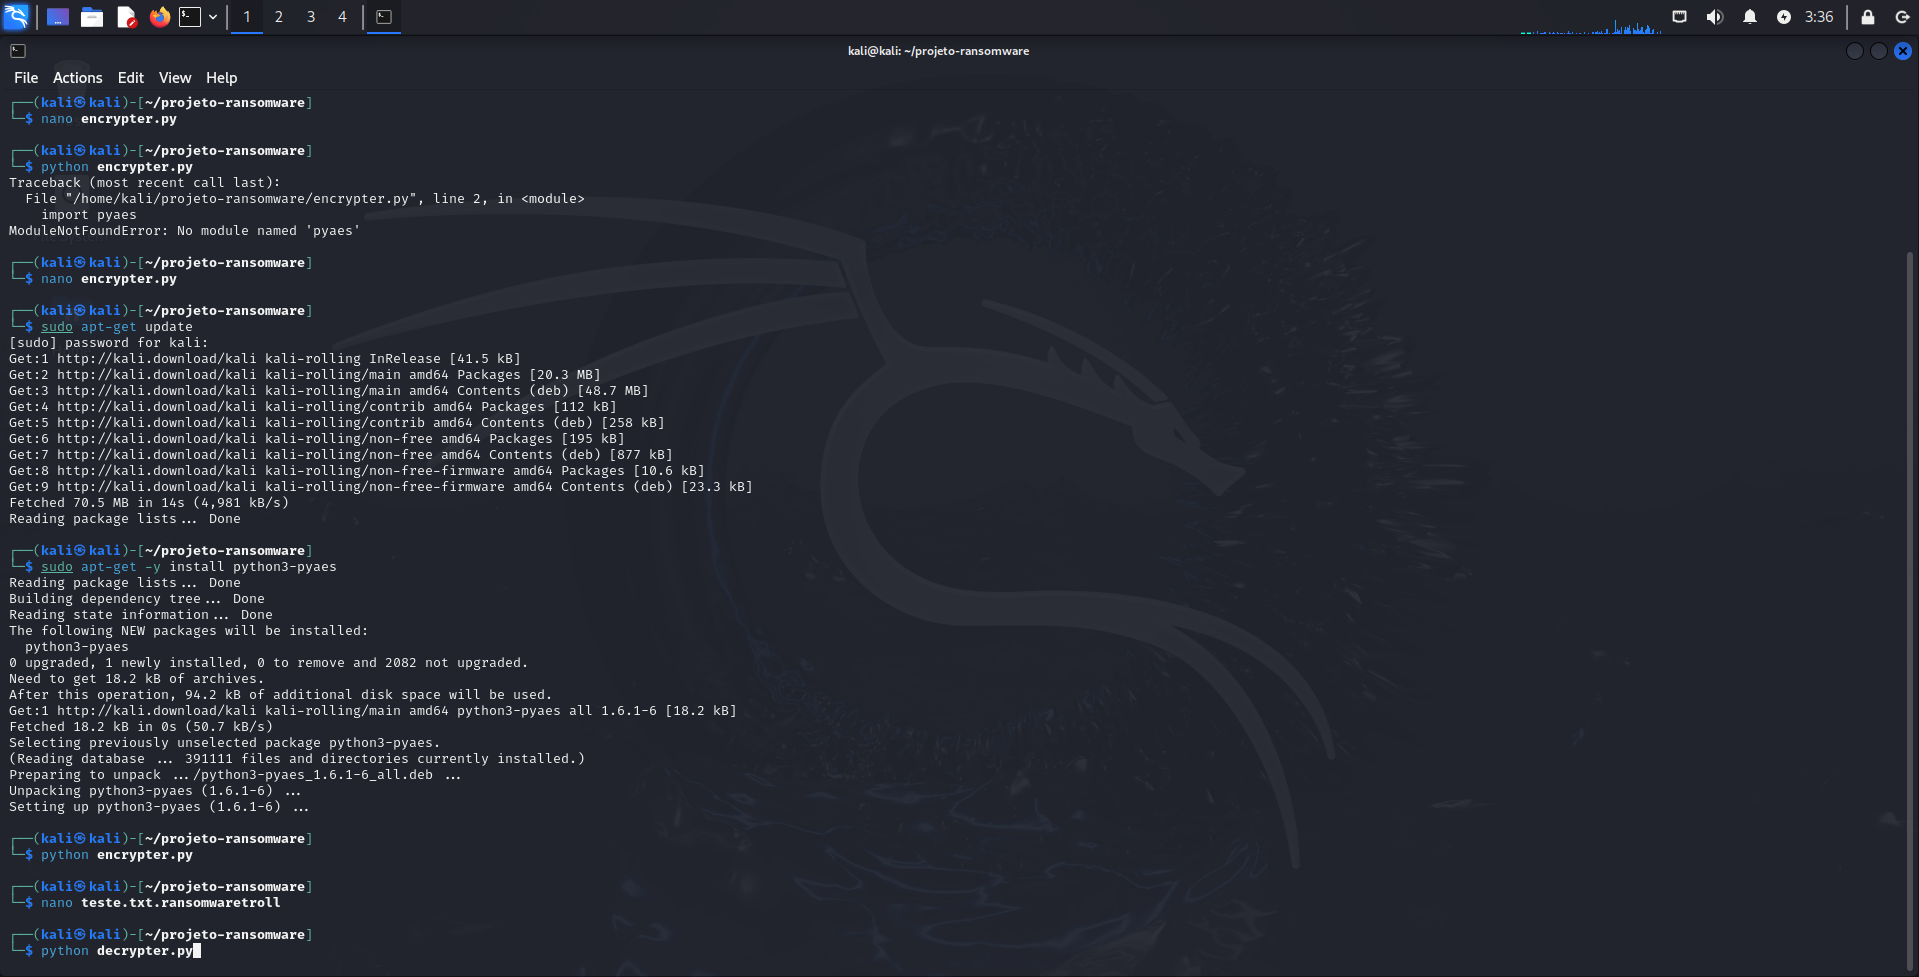 1 2 3 4 3:36
kali@kali: ~/projeto-ransomware
File Actions Edit View Help
┌──(kali㉿kali)-[~/projeto-ransomware]
└─$ nano encrypter.py
┌──(kali㉿kali)-[~/projeto-ransomware]
└─$ python encrypter.py
Traceback (most recent call last):
File "/home/kali/projeto-ransomware/encrypter.py", line 2, in <module>
import pyaes
ModuleNotFoundError: No module named 'pyaes'
┌──(kali㉿kali)-[~/projeto-ransomware]
└─$ nano encrypter.py
┌──(kali㉿kali)-[~/projeto-ransomware]
└─$ sudo apt-get update
[sudo] password for kali:
Get:1 http://kali.download/kali kali-rolling InRelease [41.5 kB]
Get:2 http://kali.download/kali kali-rolling/main amd64 Packages [20.3 MB]
Get:3 http://kali.download/kali kali-rolling/main amd64 Contents (deb) [48.7 MB]
Get:4 http://kali.download/kali kali-rolling/contrib amd64 Packages [112 kB]
Get:5 http://kali.download/kali kali-rolling/contrib amd64 Contents (deb) [258 kB]
Get:6 http://kali.download/kali kali-rolling/non-free amd64 Packages [195 kB]
Get:7 http://kali.download/kali kali-rolling/non-free amd64 Contents (deb) [877 kB]
Get:8 http://kali.download/kali kali-rolling/non-free-firmware amd64 Packages [10.6 kB]
Get:9 http://kali.download/kali kali-rolling/non-free-firmware amd64 Contents (deb) [23.3 kB]
Fetched 70.5 MB in 14s (4,981 kB/s)
Reading package lists... Done
┌──(kali㉿kali)-[~/projeto-ransomware]
└─$ sudo apt-get -y install python3-pyaes
Reading package lists... Done
Building dependency tree... Done
Reading state information... Done
The following NEW packages will be installed:
python3-pyaes
0 upgraded, 1 newly installed, 0 to remove and 2082 not upgraded.
Need to get 18.2 kB of archives.
After this operation, 94.2 kB of additional disk space will be used.
Get:1 http://kali.download/kali kali-rolling/main amd64 python3-pyaes all 1.6.1-6 [18.2 kB]
Fetched 18.2 kB in 0s (50.7 kB/s)
Selecting previously unselected package python3-pyaes.
(Reading database ... 391111 files and directories currently installed.)
Preparing to unpack .../python3-pyaes_1.6.1-6_all.deb ...
Unpacking python3-pyaes (1.6.1-6) ...
Setting up python3-pyaes (1.6.1-6) ...
┌──(kali㉿kali)-[~/projeto-ransomware]
└─$ python encrypter.py
┌──(kali㉿kali)-[~/projeto-ransomware]
└─$ nano teste.txt.ransomwaretroll
┌──(kali㉿kali)-[~/projeto-ransomware]
└─$ python decrypter.py